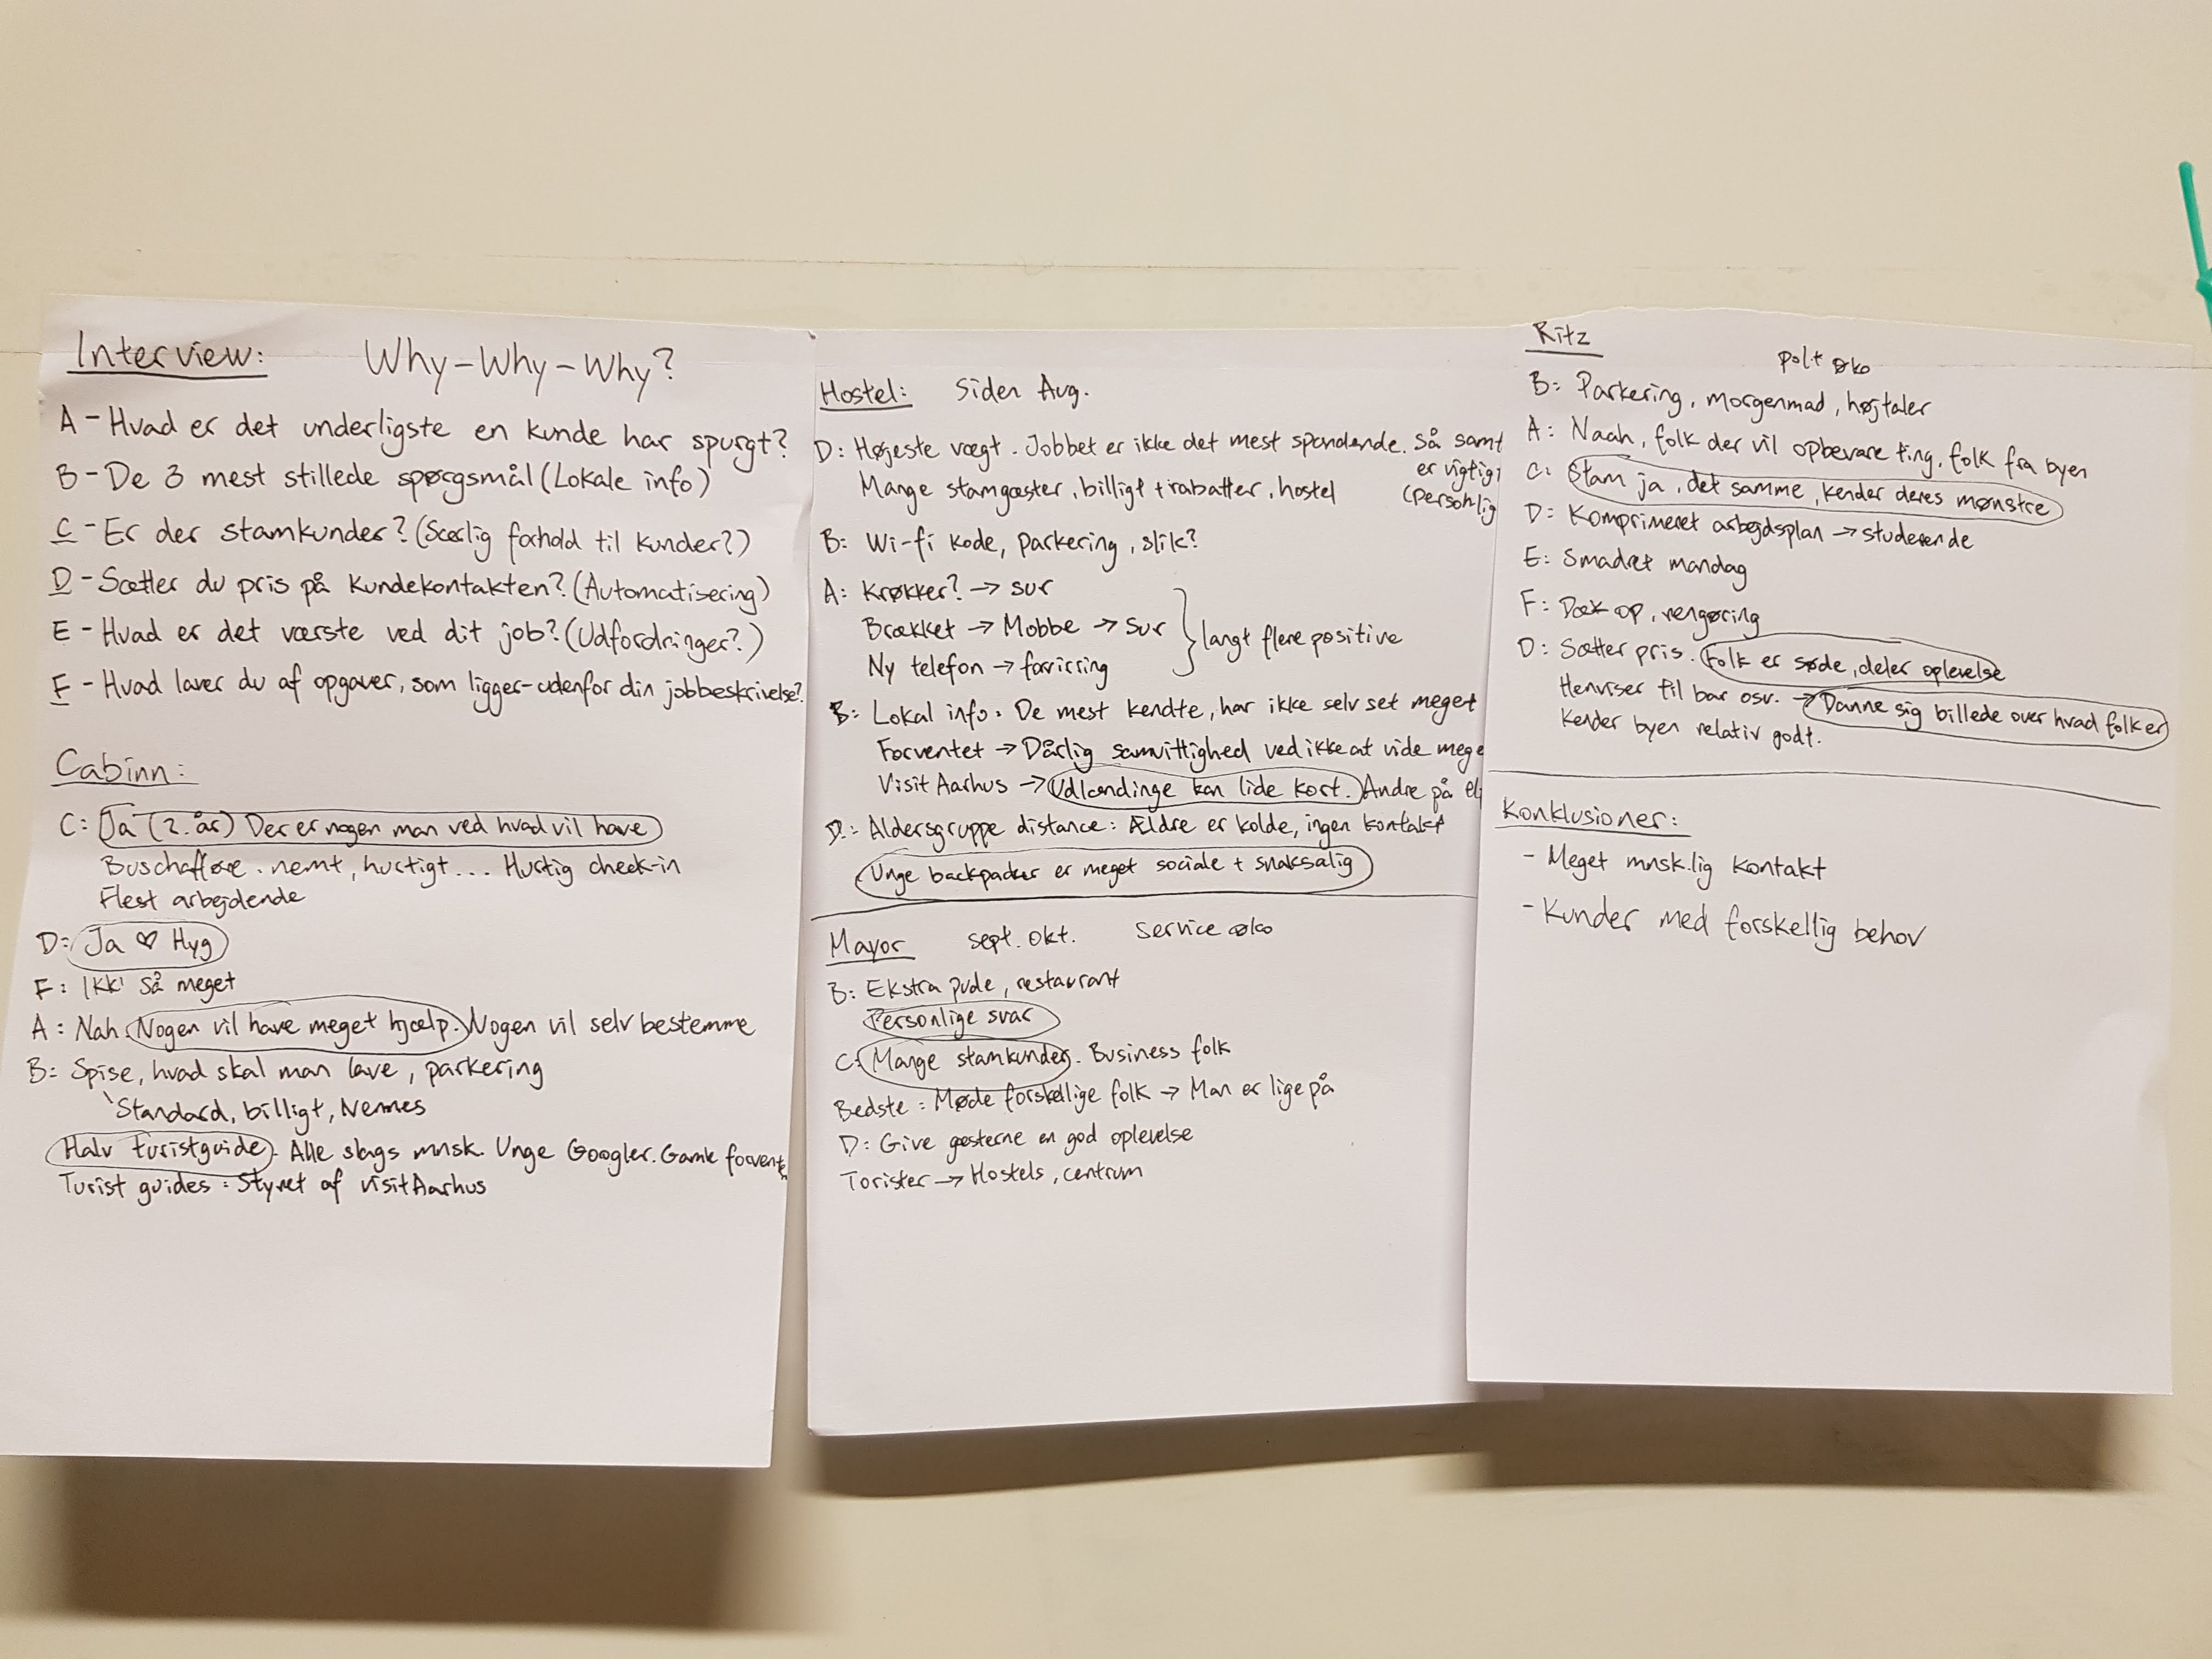 Interview: Why-Why-Why?
A - Hvad er det underligste en kunde har spurgt?
B - De 3 mest stillede spørgsmål (Lokale info)
C - Er der stamkunder? (Særlig forhold til kunder?)
D - Sætter du pris på kundekontakten? (Automatisering)
E - Hvad er det værste ved dit job? (Udfordringer?)
F - Hvad laver du af opgaver, som ligger udenfor din jobbeskrivelse?
Cabinn:
C: Ja (2. år) Der er nogen man ved hvad vil have
Buschafføre. nemt, hurtigt... Hurtig check-in
Flest arbejdende
D: Ja ♡ Hyg
F: Ikk' så meget
A: Nah. Nogen vil have meget hjælp. Nogen vil selv bestemme
B: Spise, hvad skal man lave, parkering
Standard, billigt, Nemmes
Halv turistguide. Alle slags mnsk. Unge Googler. Gamle forvent
Turist guides: Styret af visitAarhus
Hostel: Siden Aug.
D: Højeste vægt. Jobbet er ikke det mest spændende. Så samt
er vigtigt
Mange stamgæster, billigt + rabatter, hostel (personlig
B: Wi-fi kode, parkering, slik?
A: Krøkker? → sur
Brækket → Mobbe → sur
langt flere positive
Ny telefon → forvirring
B: Lokal info. De mest kendte, har ikke selv set meget
Forventet → Dårlig samvittighed ved ikke at vide mege
Visit Aarhus → Udlændinge kan lide kort. Andre på
D: Aldersgruppe distance: Ældre er kolde, ingen kontakt
Unge backpacker er meget sociale + snaksalig
Mayor sept. okt. Service øko
B: Ekstra pude, restaurant
Personlige svar
C: Mange stamkunder. Business folk
Bedste: Møde forskellige folk → Man er lige på
D: Give gæsterne en god oplevelse
Torister → Hostels, centrum
Ritz
polt øko
B: Parkering, morgenmad, højtaler
A: Naah, folk der vil opbevare ting, folk fra byen
C: Stam ja, det samme, kender deres mønstre
D: Komprimeret arbejdsplan → studerende
E: Smadret mandag
F: Dæk op, rengøring
D: Sætter pris. Folk er søde, deler oplevelse
Henviser til bar osv. → Danne sig billede over hvad folk er
Kender byen relativ godt.
Konklusioner:
- Meget mnsk.lig kontakt
- Kunder med forskellig behov